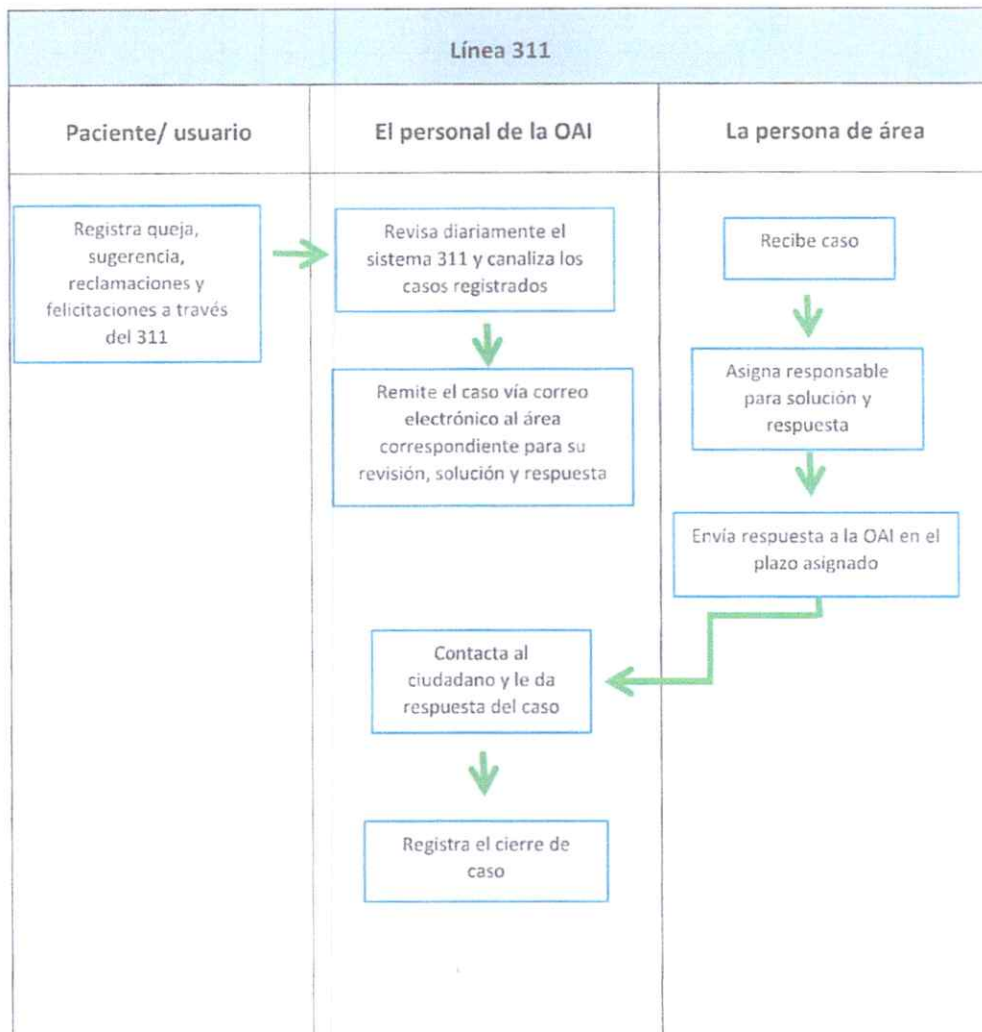 Línea 311
Paciente/ usuario
El personal de la OAI
La persona de área
Registra queja,
sugerencia,
reclamaciones y
felicitaciones a través
del 311
Revisa diariamente el
sistema 311 y canaliza los
casos registrados
Remite el caso vía correo
electrónico al área
correspondiente para su
revisión, solución y respuesta
Recibe caso
Asigna responsable
para solución y
respuesta
Envía respuesta a la OAI en el
plazo asignado
Contacta al
ciudadano y le da
respuesta del caso
Registra el cierre de
caso